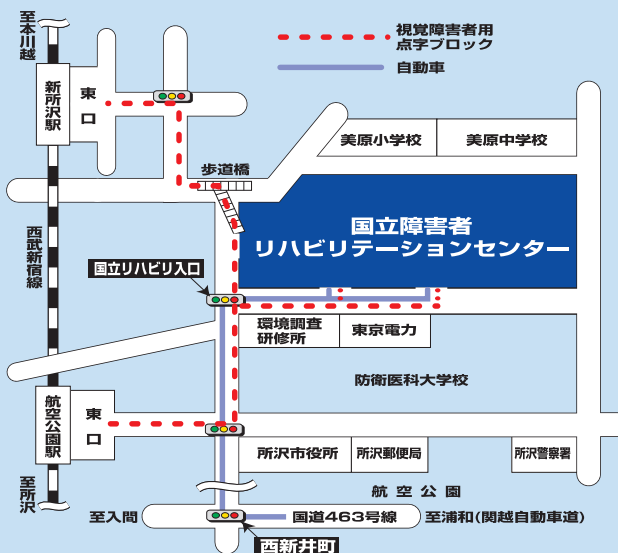 至本川越
視覚障害者用
点字ブロック
自動車
新所沢駅
東口
美原小学校
美原中学校
歩道橋
国立障害者
リハビリテーションセンター
西武新宿線
国立リハビリ入口
環境調査
研修所
東京電力
防衛医科大学校
航空公園駅
東口
所沢市役所
所沢郵便局
所沢警察署
至所沢
航空公園
至入間
国道463号線
至浦和(関越自動車道)
西新井町